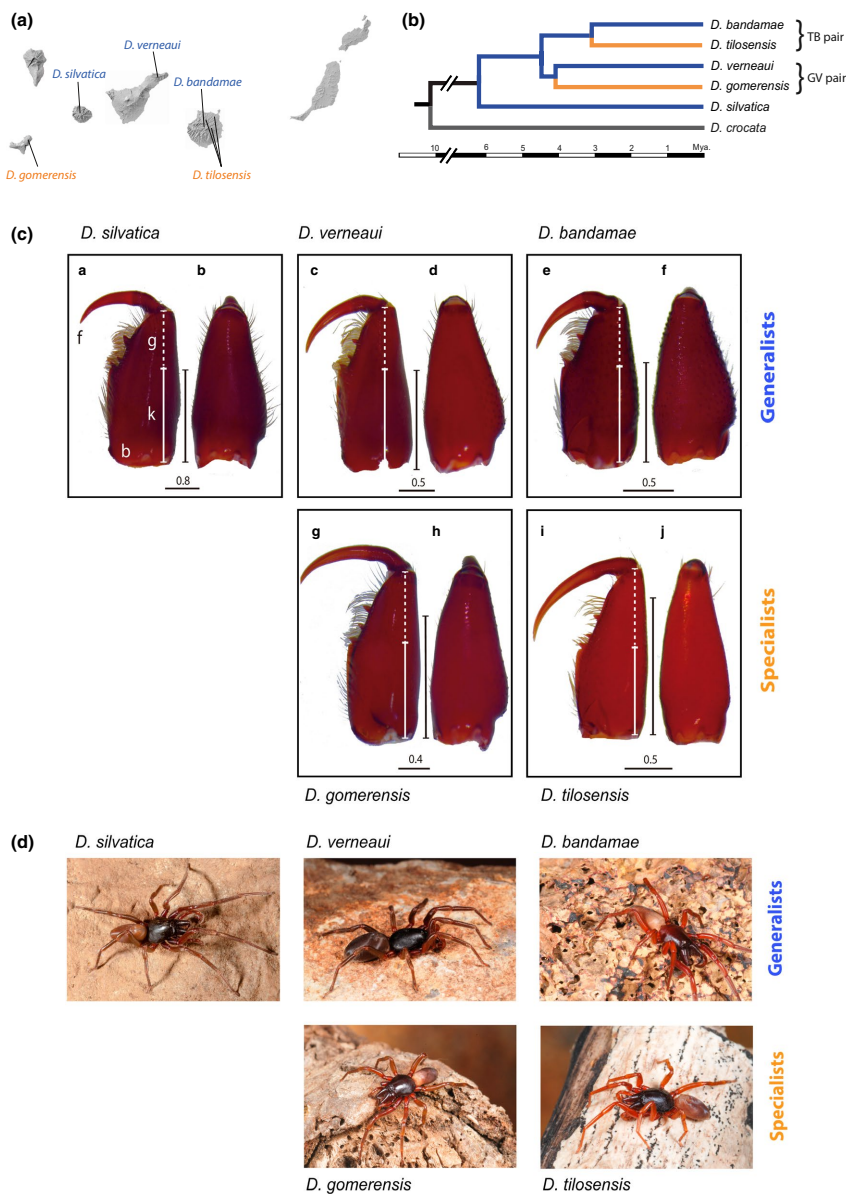 (a)
D. verneaui
D. silvatica
D. bandamae
D. gomerensis
D. tilosensis
(b)
D. bandamae
D. tilosensis
TB pair
D. verneaui
D. gomerensis
GV pair
D. silvatica
D. crocata
10 6 5 4 3 2 1 Mya.
(c)
D. silvatica D. verneaui D. bandamae
a b c d e f
f g k b
0.8 0.5 0.5
Generalists
g h i j
0.4 0.5
Specialists
D. gomerensis D. tilosensis
(d)
D. silvatica D. verneaui D. bandamae
Generalists
Specialists
D. gomerensis D. tilosensis